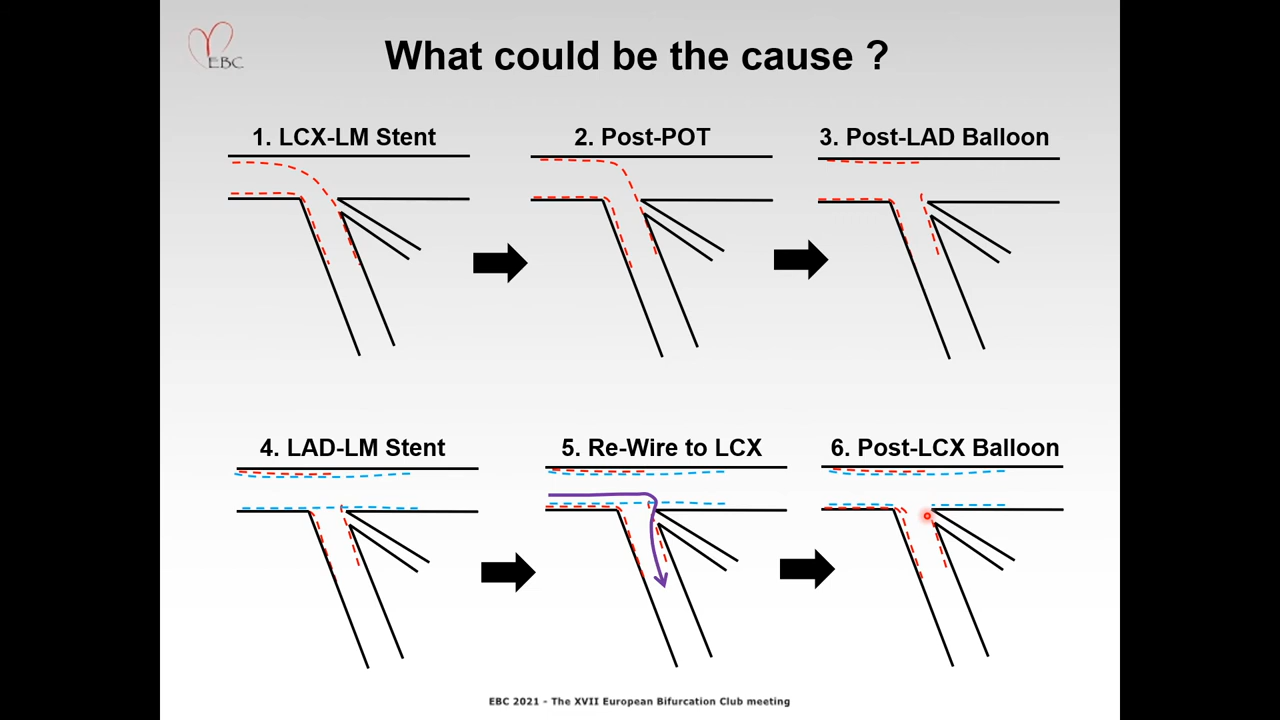 EBC
What could be the cause ?
1. LCX-LM Stent
2. Post-POT
3. Post-LAD Balloon
4. LAD-LM Stent
5. Re-Wire to LCX
6. Post-LCX Balloon
EBC 2021 - The XVII European Bifurcation Club meeting